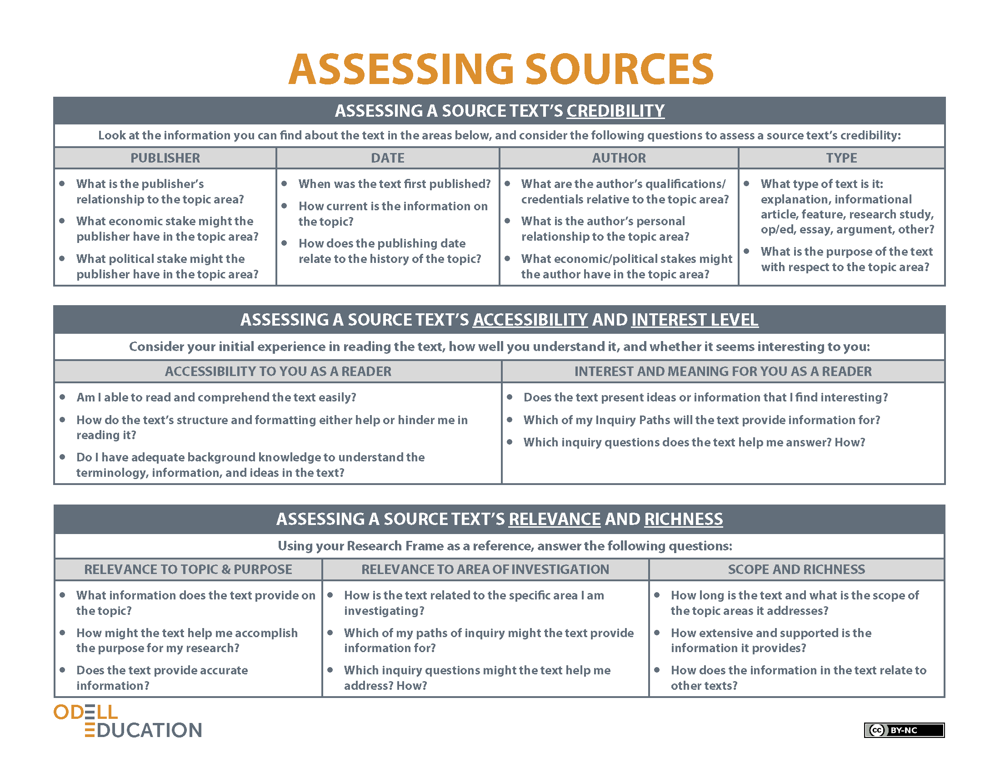 ASSESSING SOURCES
ASSESSING A SOURCE TEXT’S CREDIBILITY
Look at the information you can find about the text in the areas below, and consider the following questions to assess a source text’s credibility:
PUBLISHER
• What is the publisher’s
relationship to the topic area?
• What economic stake might the
publisher have in the topic area?
• What political stake might the
publisher have in the topic area?
DATE
• When was the text first published?
• How current is the information on
the topic?
• How does the publishing date
relate to the history of the topic?
AUTHOR
• What are the author’s qualifications/
credentials relative to the topic area?
• What is the author’s personal
relationship to the topic area?
• What economic/political stakes might
the author have in the topic area?
TYPE
• What type of text is it:
explanation, informational
article, feature, research study,
op/ed, essay, argument, other?
• What is the purpose of the text
with respect to the topic area?
ASSESSING A SOURCE TEXT’S ACCESSIBILITY AND INTEREST LEVEL
Consider your initial experience in reading the text, how well you understand it, and whether it seems interesting to you:
ACCESSIBILITY TO YOU AS A READER
• Am I able to read and comprehend the text easily?
• How do the text’s structure and formatting either help or hinder me in
reading it?
• Do I have adequate background knowledge to understand the
terminology, information, and ideas in the text?
INTEREST AND MEANING FOR YOU AS A READER
• Does the text present ideas or information that I find interesting?
• Which of my Inquiry Paths will the text provide information for?
• Which inquiry questions does the text help me answer? How?
ASSESSING A SOURCE TEXT’S RELEVANCE AND RICHNESS
Using your Research Frame as a reference, answer the following questions:
RELEVANCE TO TOPIC & PURPOSE
• What information does the text provide on
the topic?
• How might the text help me accomplish
the purpose for my research?
• Does the text provide accurate
information?
RELEVANCE TO AREA OF INVESTIGATION
• How is the text related to the specific area I am
investigating?
• Which of my paths of inquiry might the text provide
information for?
• Which inquiry questions might the text help me
address? How?
SCOPE AND RICHNESS
• How long is the text and what is the scope of
the topic areas it addresses?
• How extensive and supported is the
information it provides?
• How does the information in the text relate to
other texts?
ODELL
EDUCATION
cc BY-NC